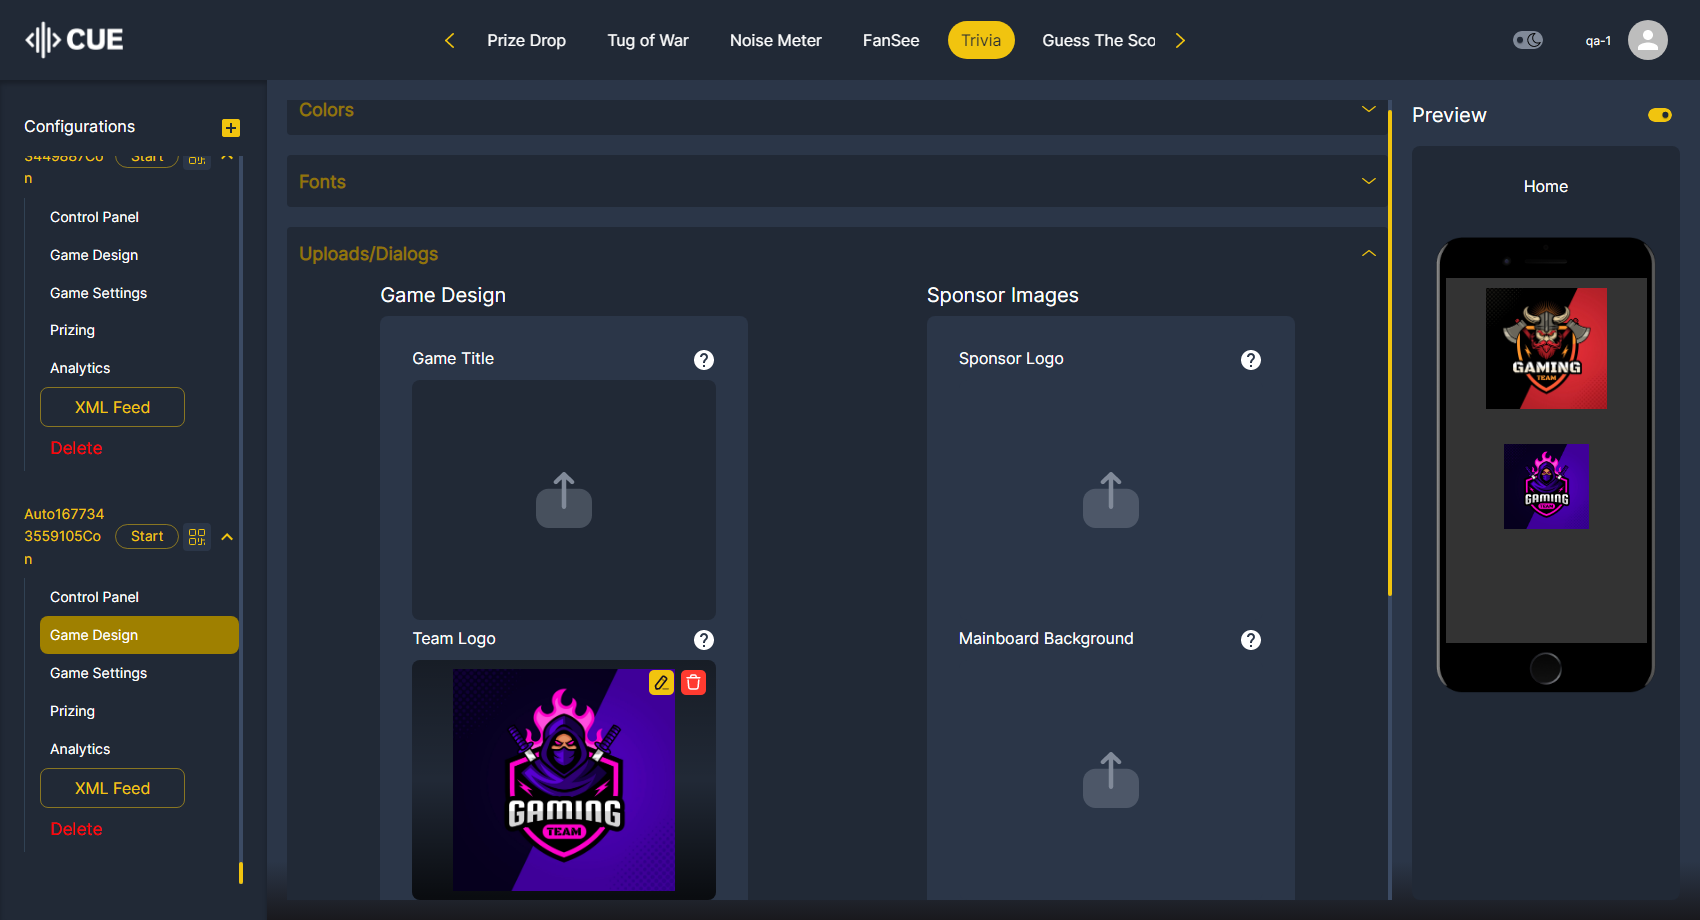 CUE
Prize Drop
Tug of War
Noise Meter
FanSee
Trivia
Guess The Sco
qa-1
Configurations
3449887Co
n
Start
Control Panel
Game Design
Game Settings
Prizing
Analytics
XML Feed
Delete
Auto167734
3559105Co
n
Start
Control Panel
Game Design
Game Settings
Prizing
Analytics
XML Feed
Delete
Colors
Fonts
Uploads/Dialogs
Game Design
Game Title
?
Team Logo
?
GAMING
TEAM
Sponsor Images
Sponsor Logo
?
Mainboard Background
?
Preview
Home
GAMING
TEAM
GAMING
TEAM